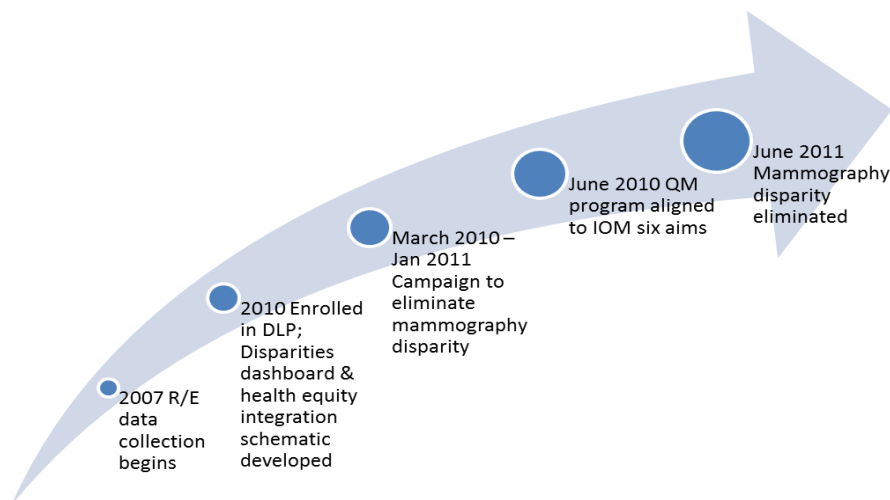 2007 R/E
data
collection
begins
2010 Enrolled
in DLP;
Disparities
dashboard &
health equity
integration
schematic
developed
March 2010 –
Jan 2011
Campaign to
eliminate
mammography
disparity
June 2010 QM
program aligned
to IOM six aims
June 2011
Mammography
disparity
eliminated